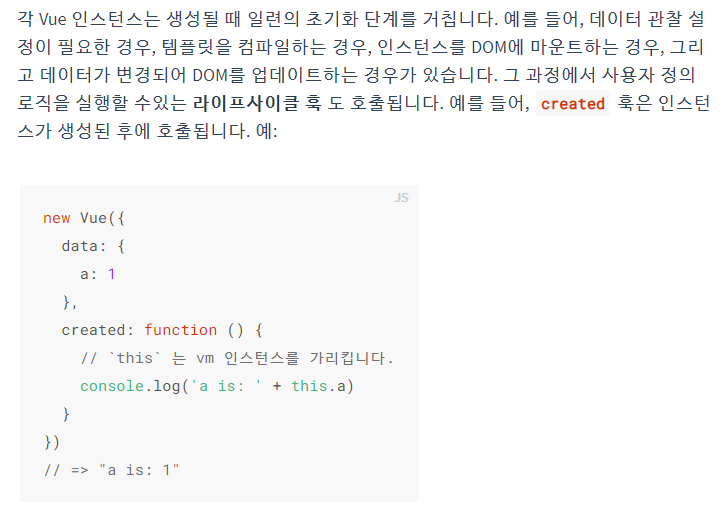 각 Vue 인스턴스는 생성될 때 일련의 초기화 단계를 거칩니다. 예를 들어, 데이터 관찰 설
정이 필요한 경우, 템플릿을 컴파일하는 경우, 인스턴스를 DOM에 마운트하는 경우, 그리
고 데이터가 변경되어 DOM를 업데이트하는 경우가 있습니다. 그 과정에서 사용자 정의
로직을 실행할 수있는 라이프사이클 훅 도 호출됩니다. 예를 들어, created 훅은 인스턴
스가 생성된 후에 호출됩니다. 예:
JS
new Vue({
  data: {
    a: 1
  },
  created: function () {
    // `this` 는 vm 인스턴스를 가리킵니다.
    console.log('a is: ' + this.a)
  }
})
// => "a is: 1"